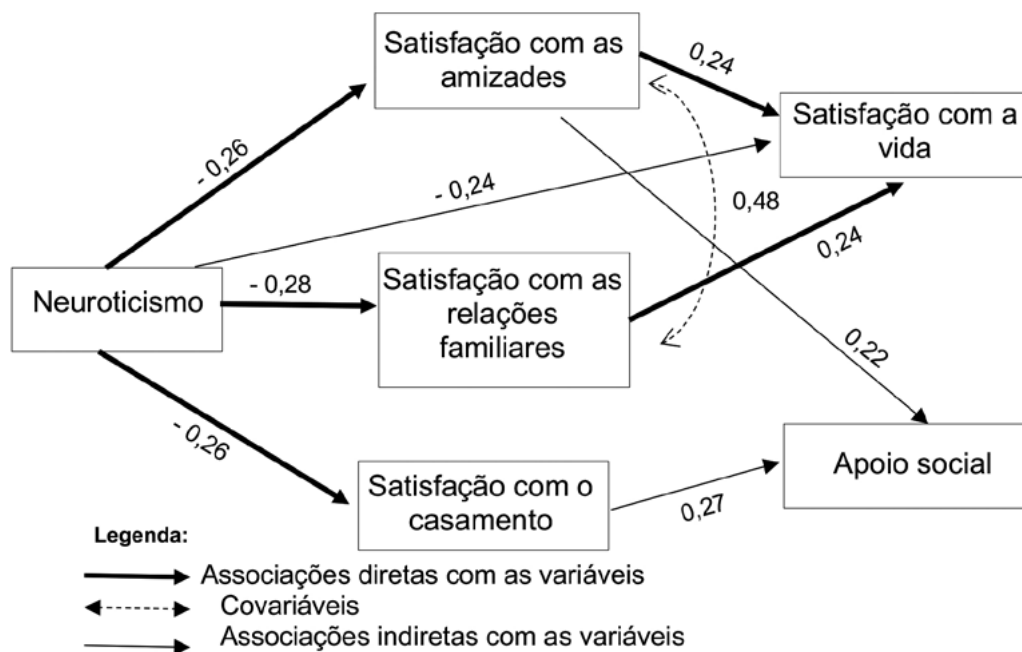 Satisfação com as
amizades
0,24
Satisfação com a
vida
- 0,26
- 0,24
0,48
0,24
Neuroticismo
- 0,28
Satisfação com as
relações
familiares
0,22
- 0,26
Satisfação com o
casamento
0,27
Apoio social
Legenda:
Associações diretas com as variáveis
Covariáveis
Associações indiretas com as variáveis